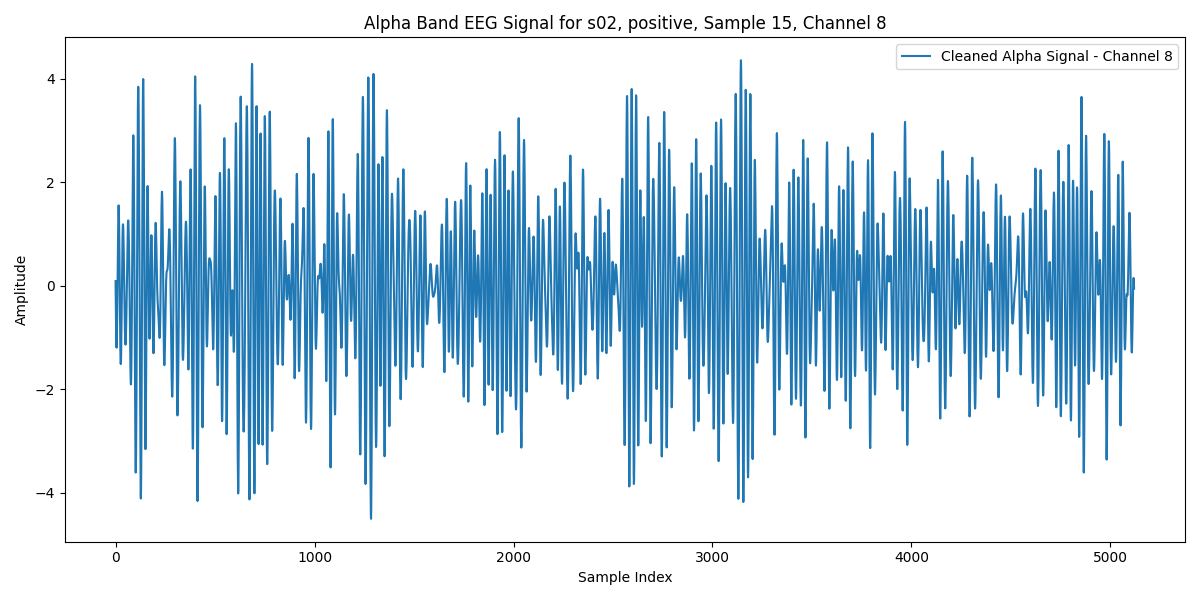 Alpha Band EEG Signal for s02, positive, Sample 15, Channel 8
Cleaned Alpha Signal - Channel 8
4
2
0
−2
−4
Amplitude
0 1000 2000 3000 4000 5000
Sample Index